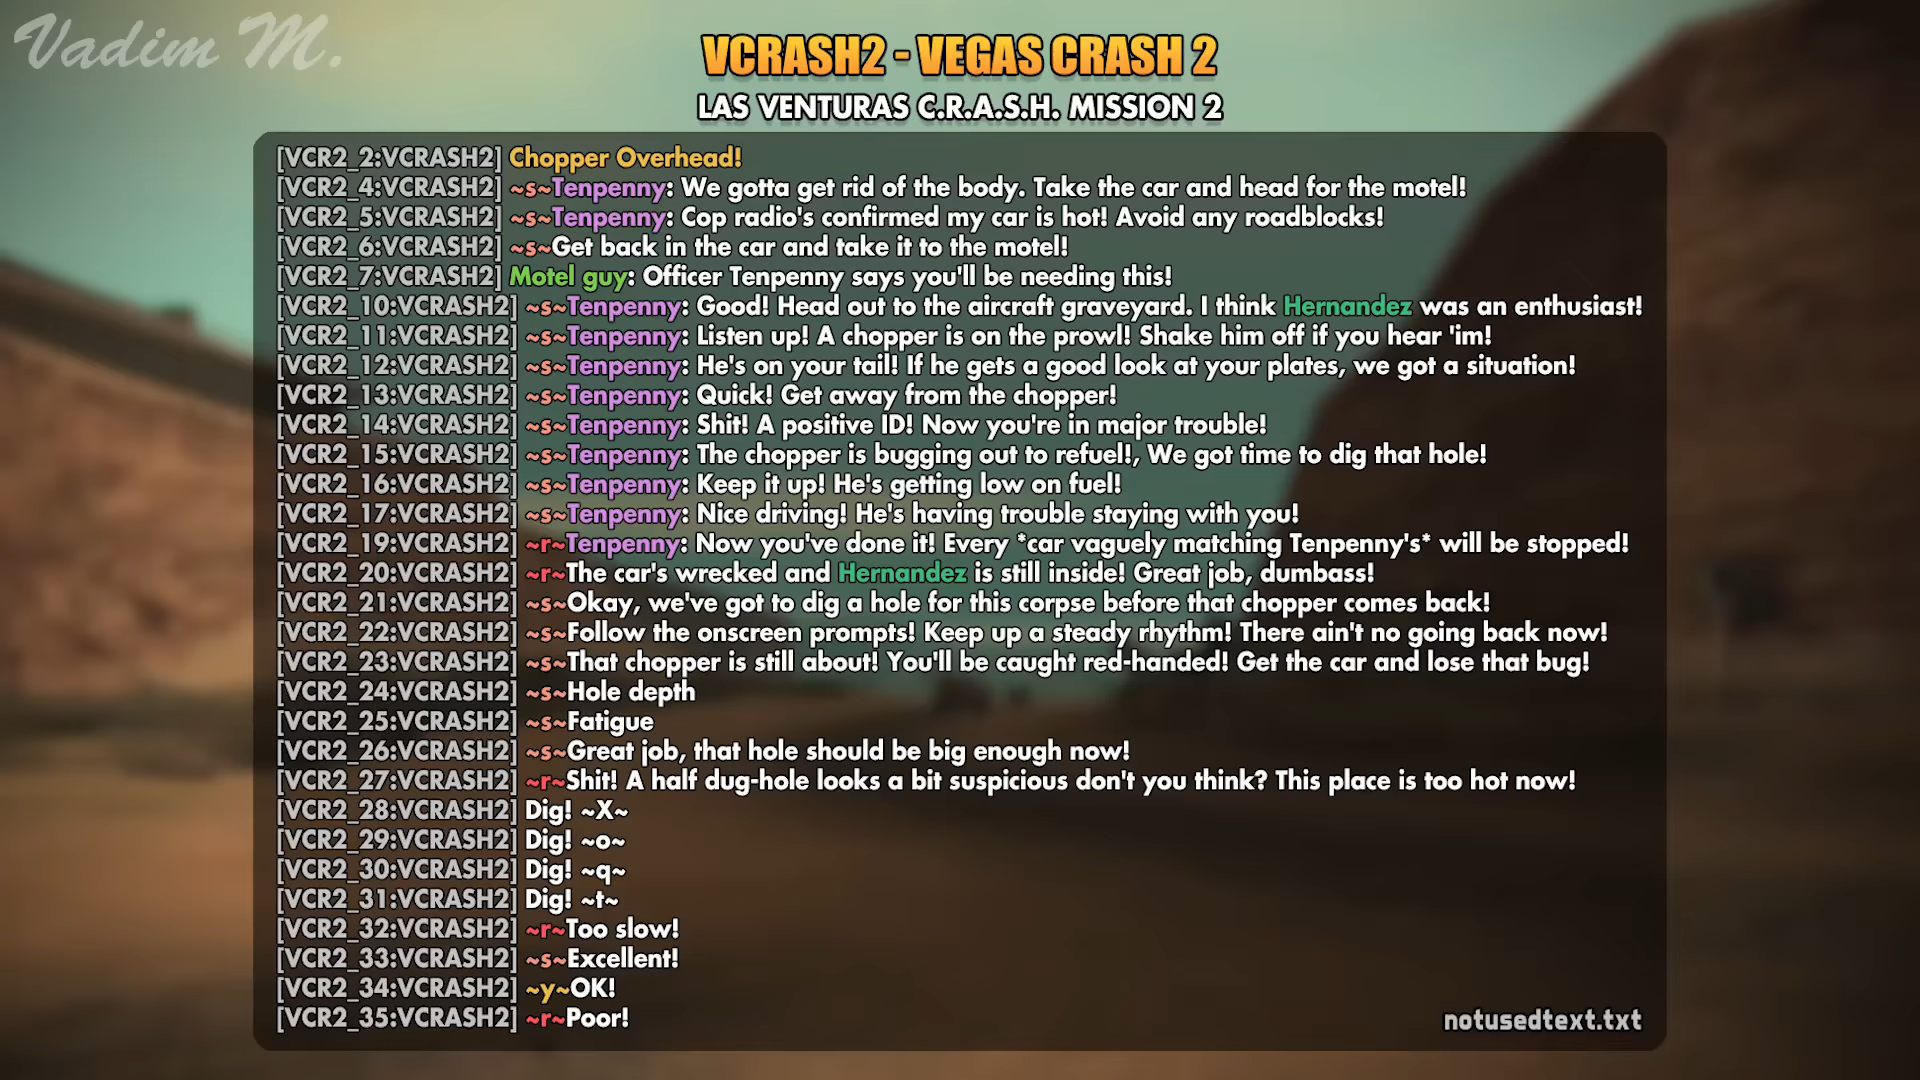 Vadim M.
VCRASH2 - VEGAS CRASH 2
LAS VENTURAS C.R.A.S.H. MISSION 2
[VCR2_2:VCRASH2] Chopper Overhead!
[VCR2_4:VCRASH2] ~s~Tenpenny: We gotta get rid of the body. Take the car and head for the motel!
[VCR2_5:VCRASH2] ~s~Tenpenny: Cop radio's confirmed my car is hot! Avoid any roadblocks!
[VCR2_6:VCRASH2] ~s~Get back in the car and take it to the motel!
[VCR2_7:VCRASH2] Motel guy: Officer Tenpenny says you'll be needing this!
[VCR2_10:VCRASH2] ~s~Tenpenny: Good! Head out to the aircraft graveyard. I think Hernandez was an enthusiast!
[VCR2_11:VCRASH2] ~s~Tenpenny: Listen up! A chopper is on the prowl! Shake him off if you hear 'im!
[VCR2_12:VCRASH2] ~s~Tenpenny: He's on your tail! If he gets a good look at your plates, we got a situation!
[VCR2_13:VCRASH2] ~s~Tenpenny: Quick! Get away from the chopper!
[VCR2_14:VCRASH2] ~s~Tenpenny: Shit! A positive ID! Now you're in major trouble!
[VCR2_15:VCRASH2] ~s~Tenpenny: The chopper is bugging out to refuel!, We got time to dig that hole!
[VCR2_16:VCRASH2] ~s~Tenpenny: Keep it up! He's getting low on fuel!
[VCR2_17:VCRASH2] ~s~Tenpenny: Nice driving! He's having trouble staying with you!
[VCR2_19:VCRASH2] ~r~Tenpenny: Now you've done it! Every *car vaguely matching Tenpenny's* will be stopped!
[VCR2_20:VCRASH2] ~r~The car's wrecked and Hernandez is still inside! Great job, dumbass!
[VCR2_21:VCRASH2] ~s~Okay, we've got to dig a hole for this corpse before that chopper comes back!
[VCR2_22:VCRASH2] ~s~Follow the onscreen prompts! Keep up a steady rhythm! There ain't no going back now!
[VCR2_23:VCRASH2] ~s~That chopper is still about! You'll be caught red-handed! Get the car and lose that bug!
[VCR2_24:VCRASH2] ~s~Hole depth
[VCR2_25:VCRASH2] ~s~Fatigue
[VCR2_26:VCRASH2] ~s~Great job, that hole should be big enough now!
[VCR2_27:VCRASH2] ~r~Shit! A half dug-hole looks a bit suspicious don't you think? This place is too hot now!
[VCR2_28:VCRASH2] Dig! ~X~
[VCR2_29:VCRASH2] Dig! ~o~
[VCR2_30:VCRASH2] Dig! ~q~
[VCR2_31:VCRASH2] Dig! ~t~
[VCR2_32:VCRASH2] ~r~Too slow!
[VCR2_33:VCRASH2] ~s~Excellent!
[VCR2_34:VCRASH2] ~y~OK!
[VCR2_35:VCRASH2] ~r~Poor!
notusedtext.txt